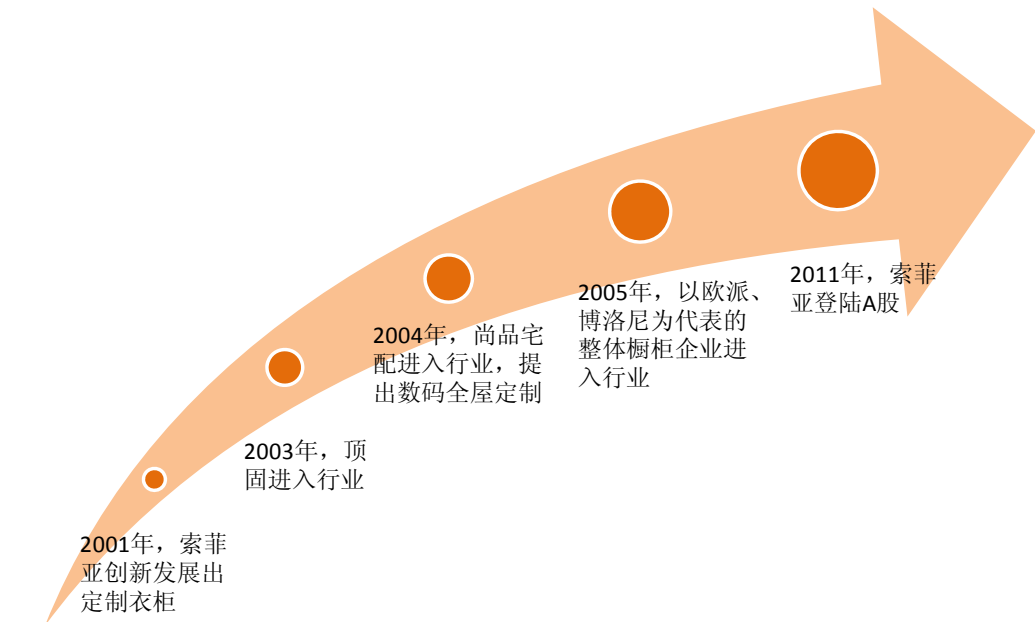 2001年，索菲
亚创新发展出
定制衣柜
2003年，顶
固进入行业
2004年，尚品宅
配进入行业，提
出数码全屋定制
2005年，以欧派、
博洛尼为代表的
整体橱柜企业进
入行业
2011年，索菲
亚登陆A股